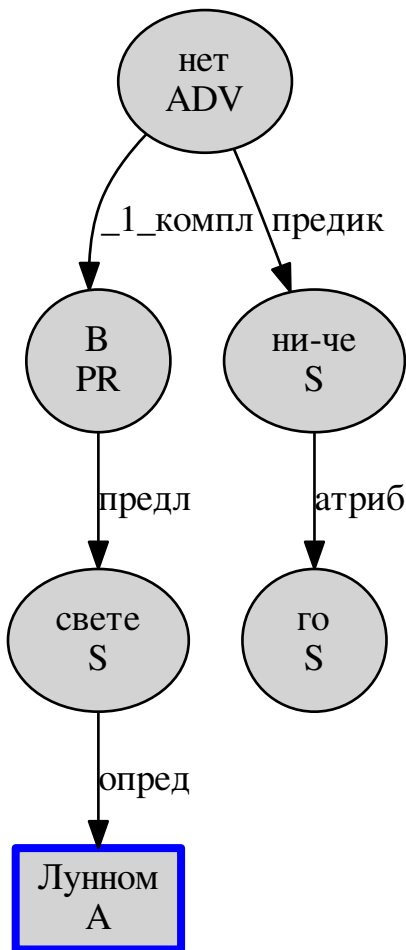 нет
ADV
_1_компл предик
В
PR
ни-че
S
предл
атриб
свете
S
го
S
опред
Лунном
A